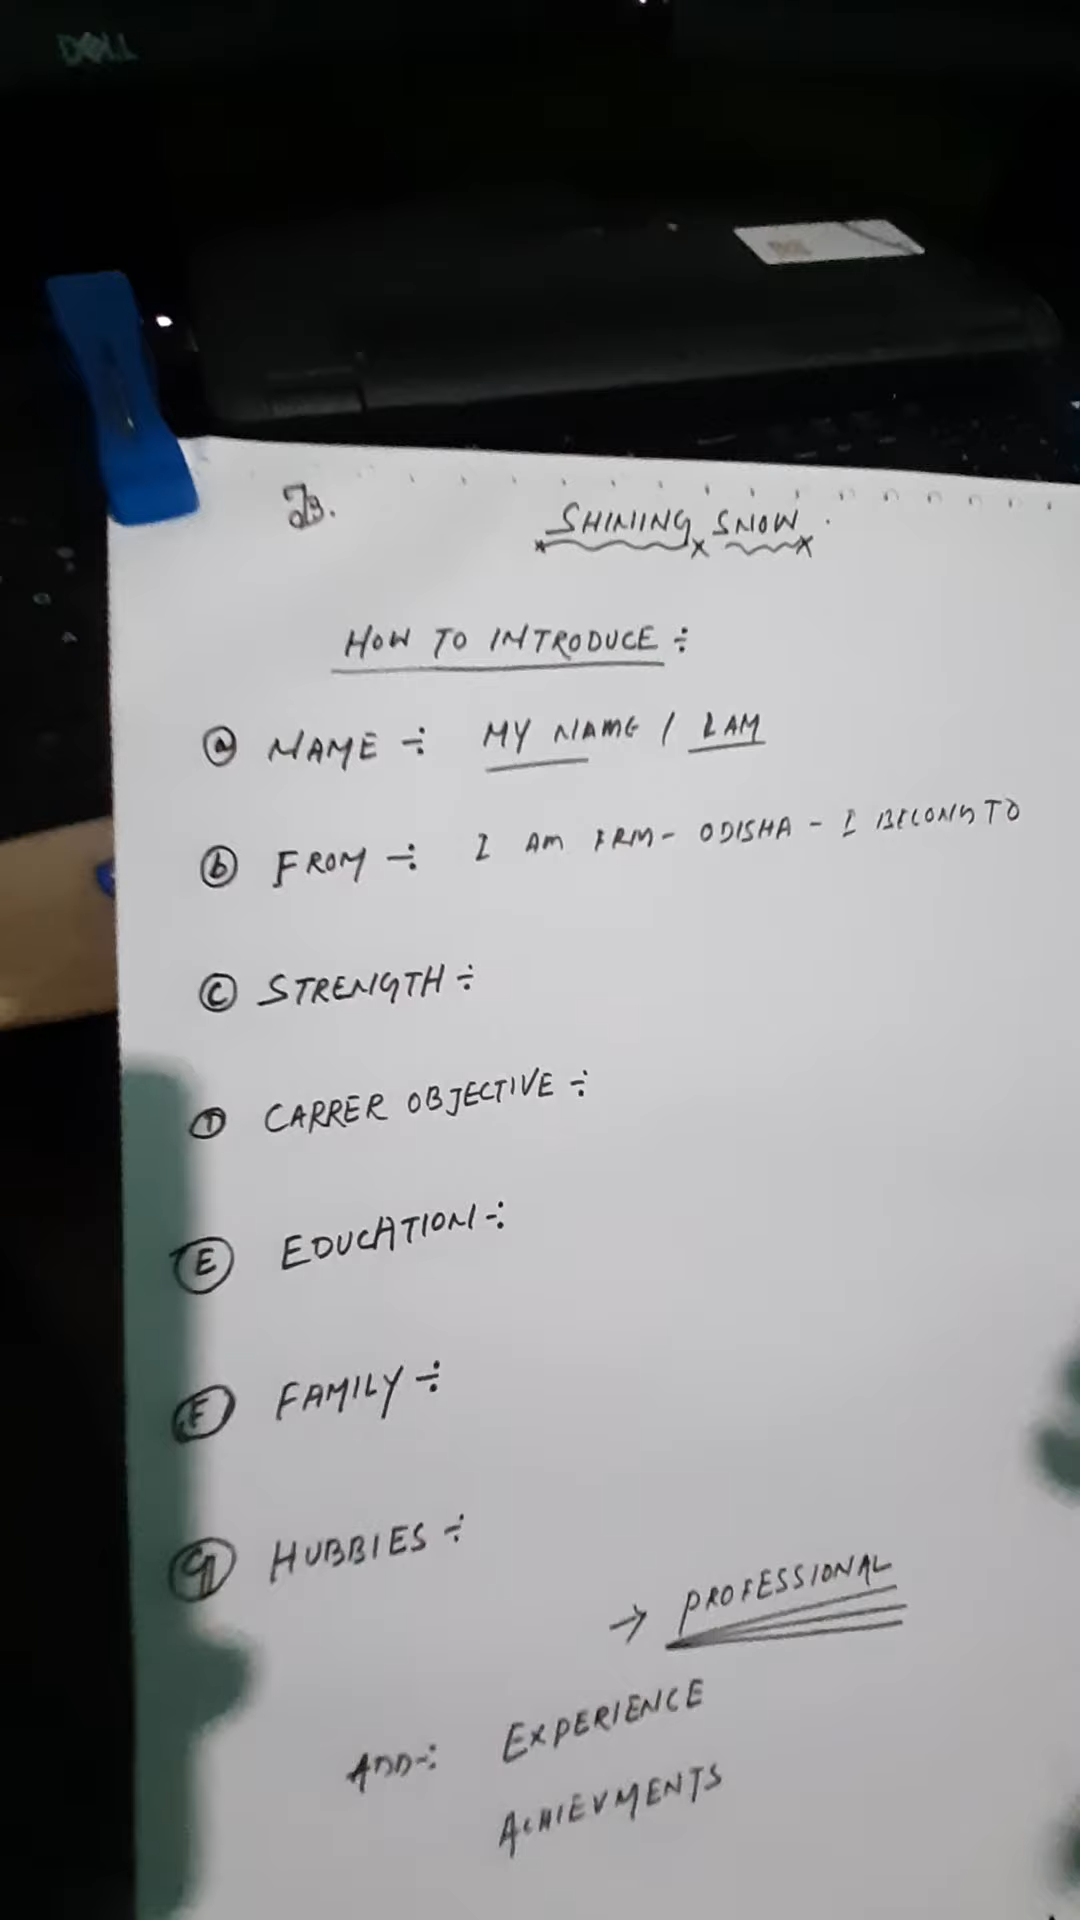 DELL
SHINING SNOW.
HOW TO INTRODUCE ÷
(a) NAME ÷ MY NAME / I AM
(b) FROM ÷ I AM FRM - ODISHA - I BELONG TO
(C) STRENGTH ÷
(D) CARRER OBJECTIVE ÷
(E) EDUCATION ÷
(F) FAMILY ÷
(G) HUBBIES ÷
→ PROFESSIONAL
ADD ÷ EXPERIENCE
ACHIEVMENTS